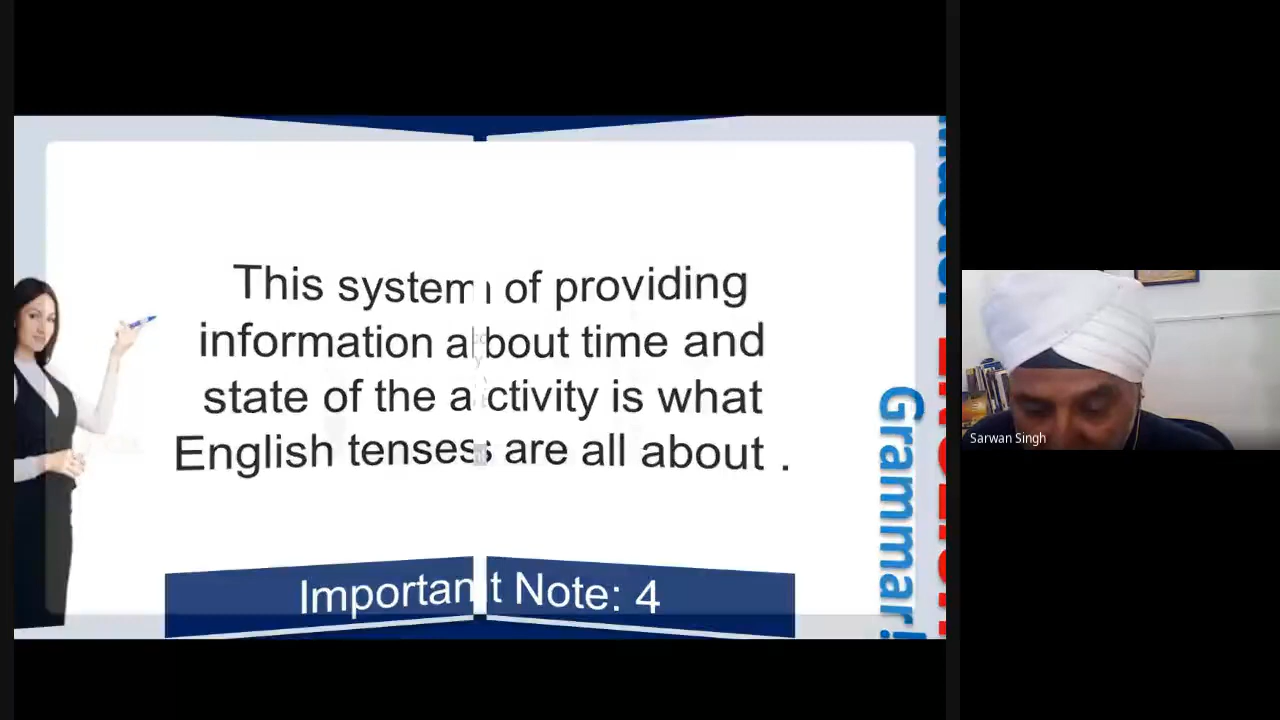 This system of providing
information about time and
state of the activity is what
English tenses are all about .
Important Note: 4
Grammar!
Sarwan Singh